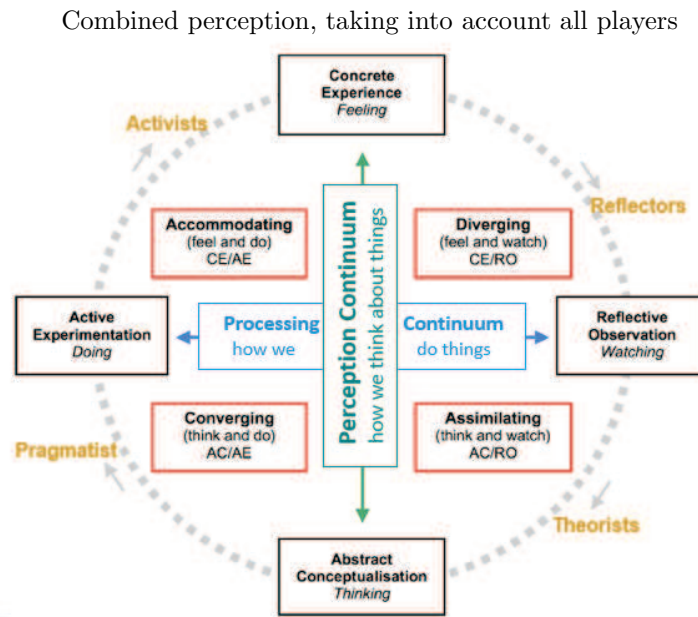 Combined perception, taking into account all players
Concrete
Experience
Feeling
Activists
Reflectors
Accommodating
(feel and do)
CE/AE
Diverging
(feel and watch)
CE/RO
Perception Continuum
how we think about things
Active
Experimentation
Doing
Processing
how we
Continuum
do things
Reflective
Observation
Watching
Converging
(think and do)
AC/AE
Assimilating
(think and watch)
AC/RO
Pragmatist
Theorists
Abstract
Conceptualisation
Thinking